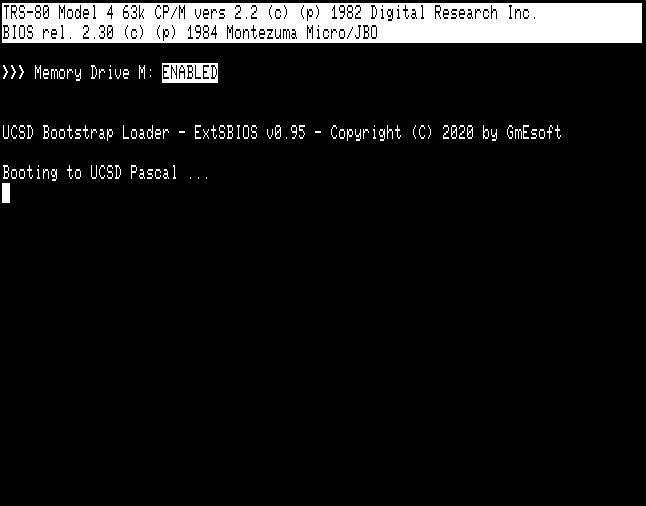 TRS-80 Model 4 63k CP/M vers 2.2 (c) (p) 1982 Digital Research Inc.
BIOS rel. 2.30 (c) (p) 1984 Montezuma Micro/JBO
>>> Memory Drive M: ENABLED
UCSD Bootstrap Loader - ExtSBIOS v0.95 - Copyright (C) 2020 by GmEsoft
Booting to UCSD Pascal ...